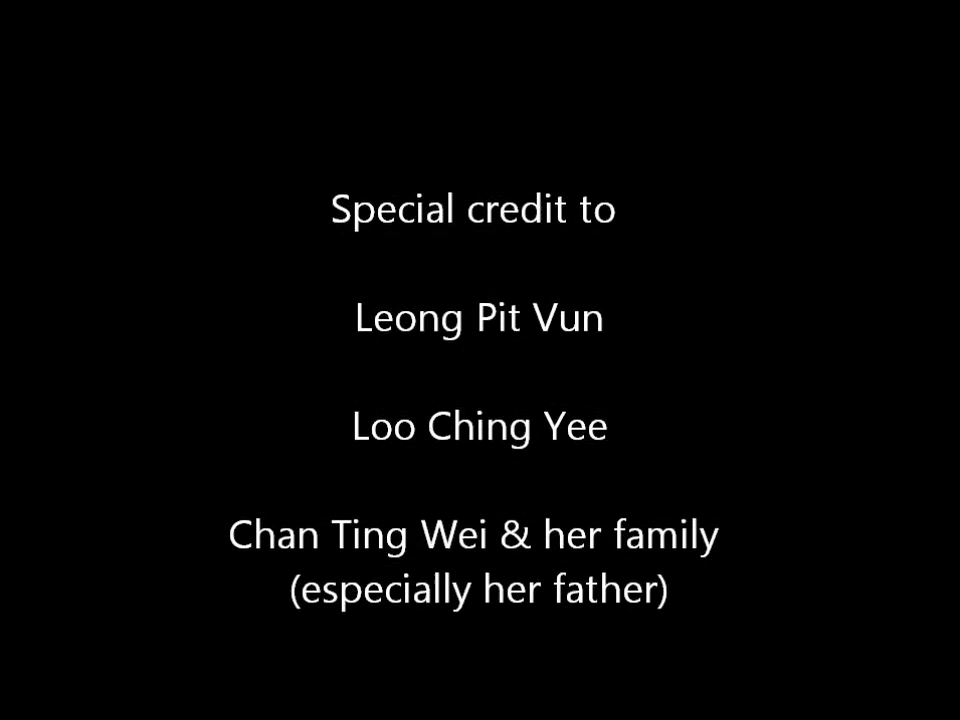 Special credit to
Leong Pit Vun
Loo Ching Yee
Chan Ting Wei & her family
(especially her father)